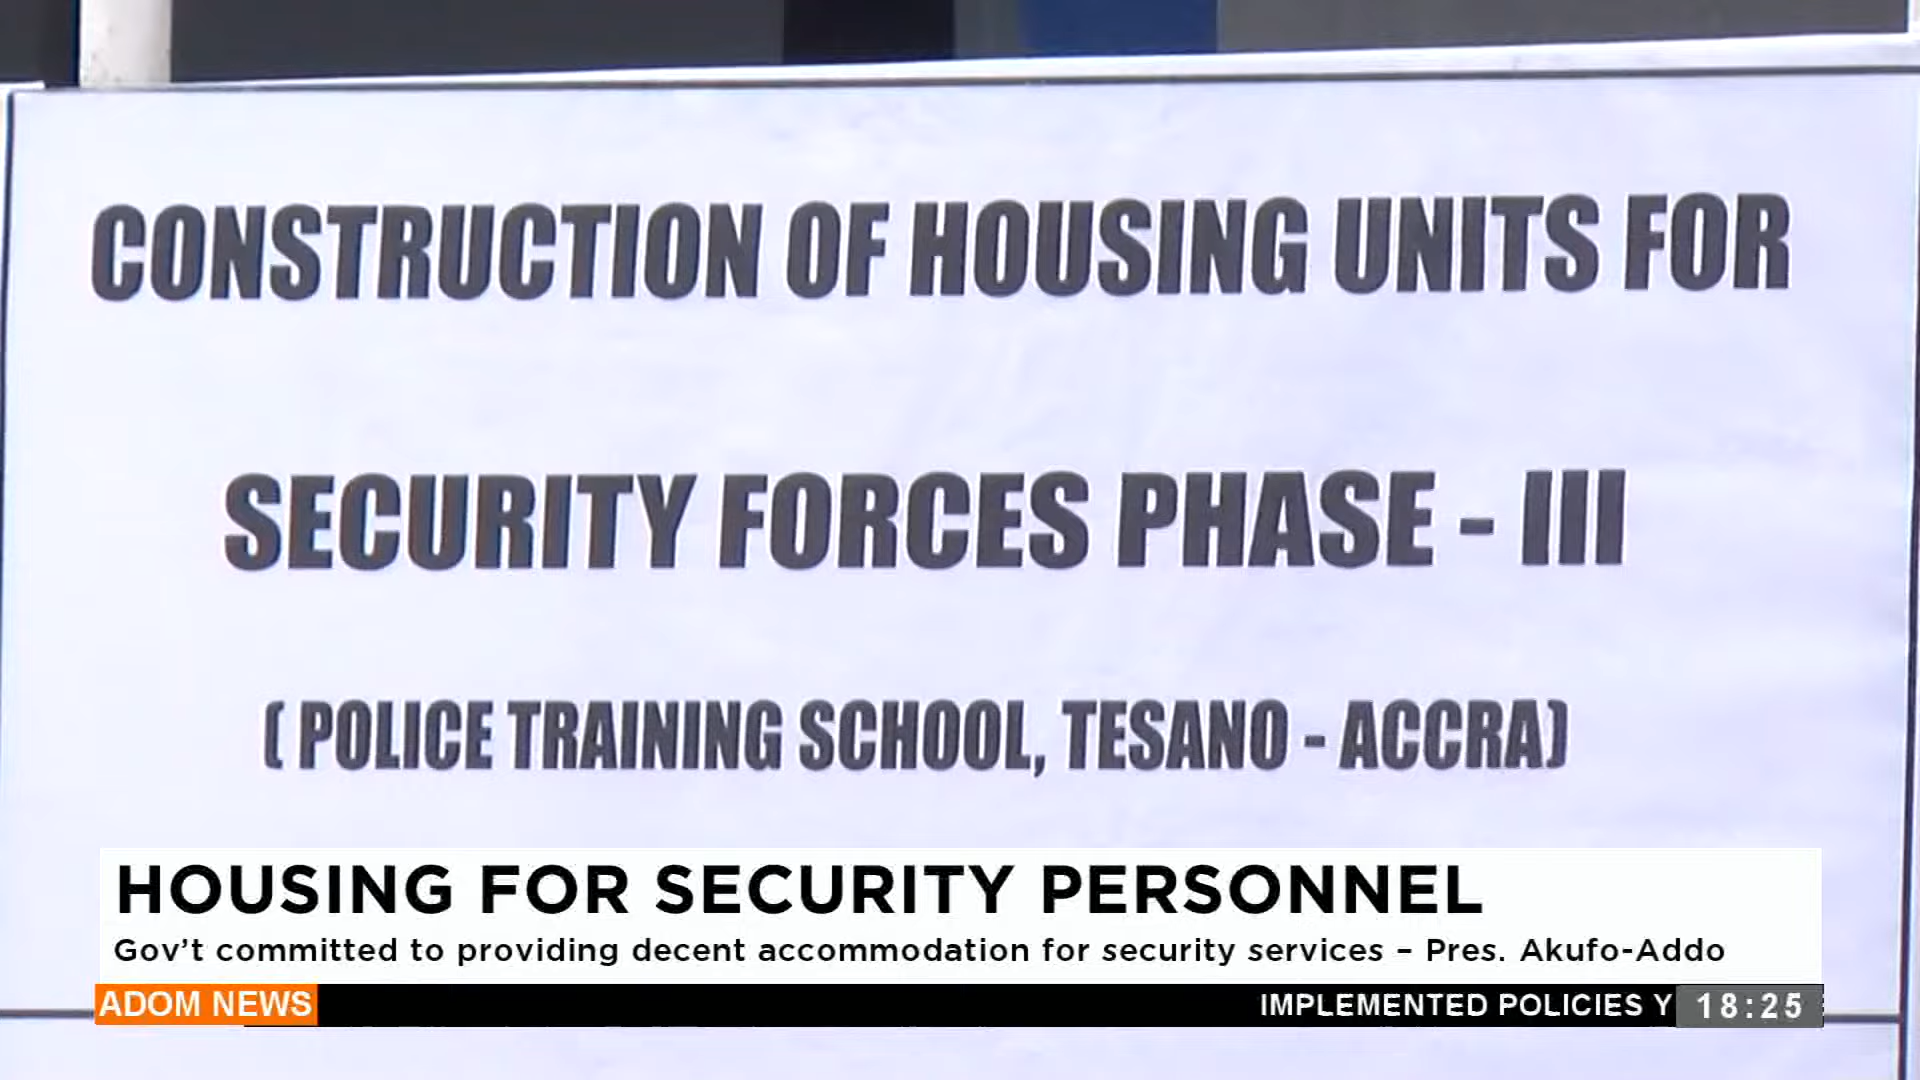 CONSTRUCTION OF HOUSING UNITS FOR
SECURITY FORCES PHASE - III
( POLICE TRAINING SCHOOL, TESANO - ACCRA)
HOUSING FOR SECURITY PERSONNEL
Gov't committed to providing decent accommodation for security services – Pres. Akufo-Addo
ADOM NEWS IMPLEMENTED POLICIES Y 18:25